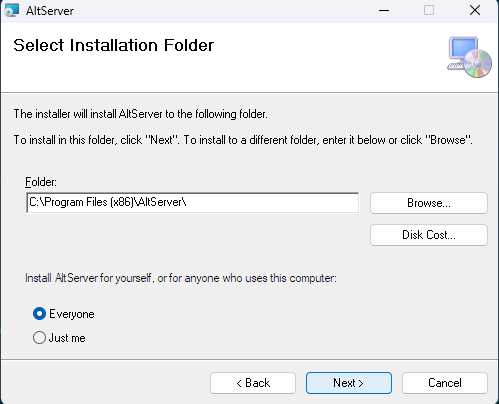 AltServer
Select Installation Folder
The installer will install AltServer to the following folder.
To install in this folder, click "Next". To install to a different folder, enter it below or click "Browse".
Folder:
C:\Program Files (x86)\AltServer\
Browse...
Disk Cost...
Install AltServer for yourself, or for anyone who uses this computer:
Everyone
Just me
< Back
Next >
Cancel